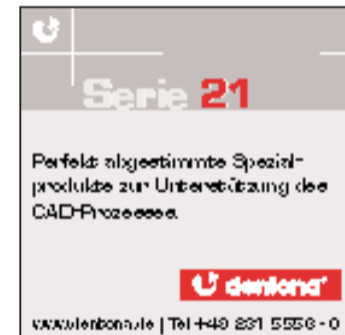 Serie 21
Perfekt abgestimmte Spezial-
produkte zur Unterstützung des
CAD-Prozesses.
dentona
www.dentona.de | Tel +49 231 5556-0